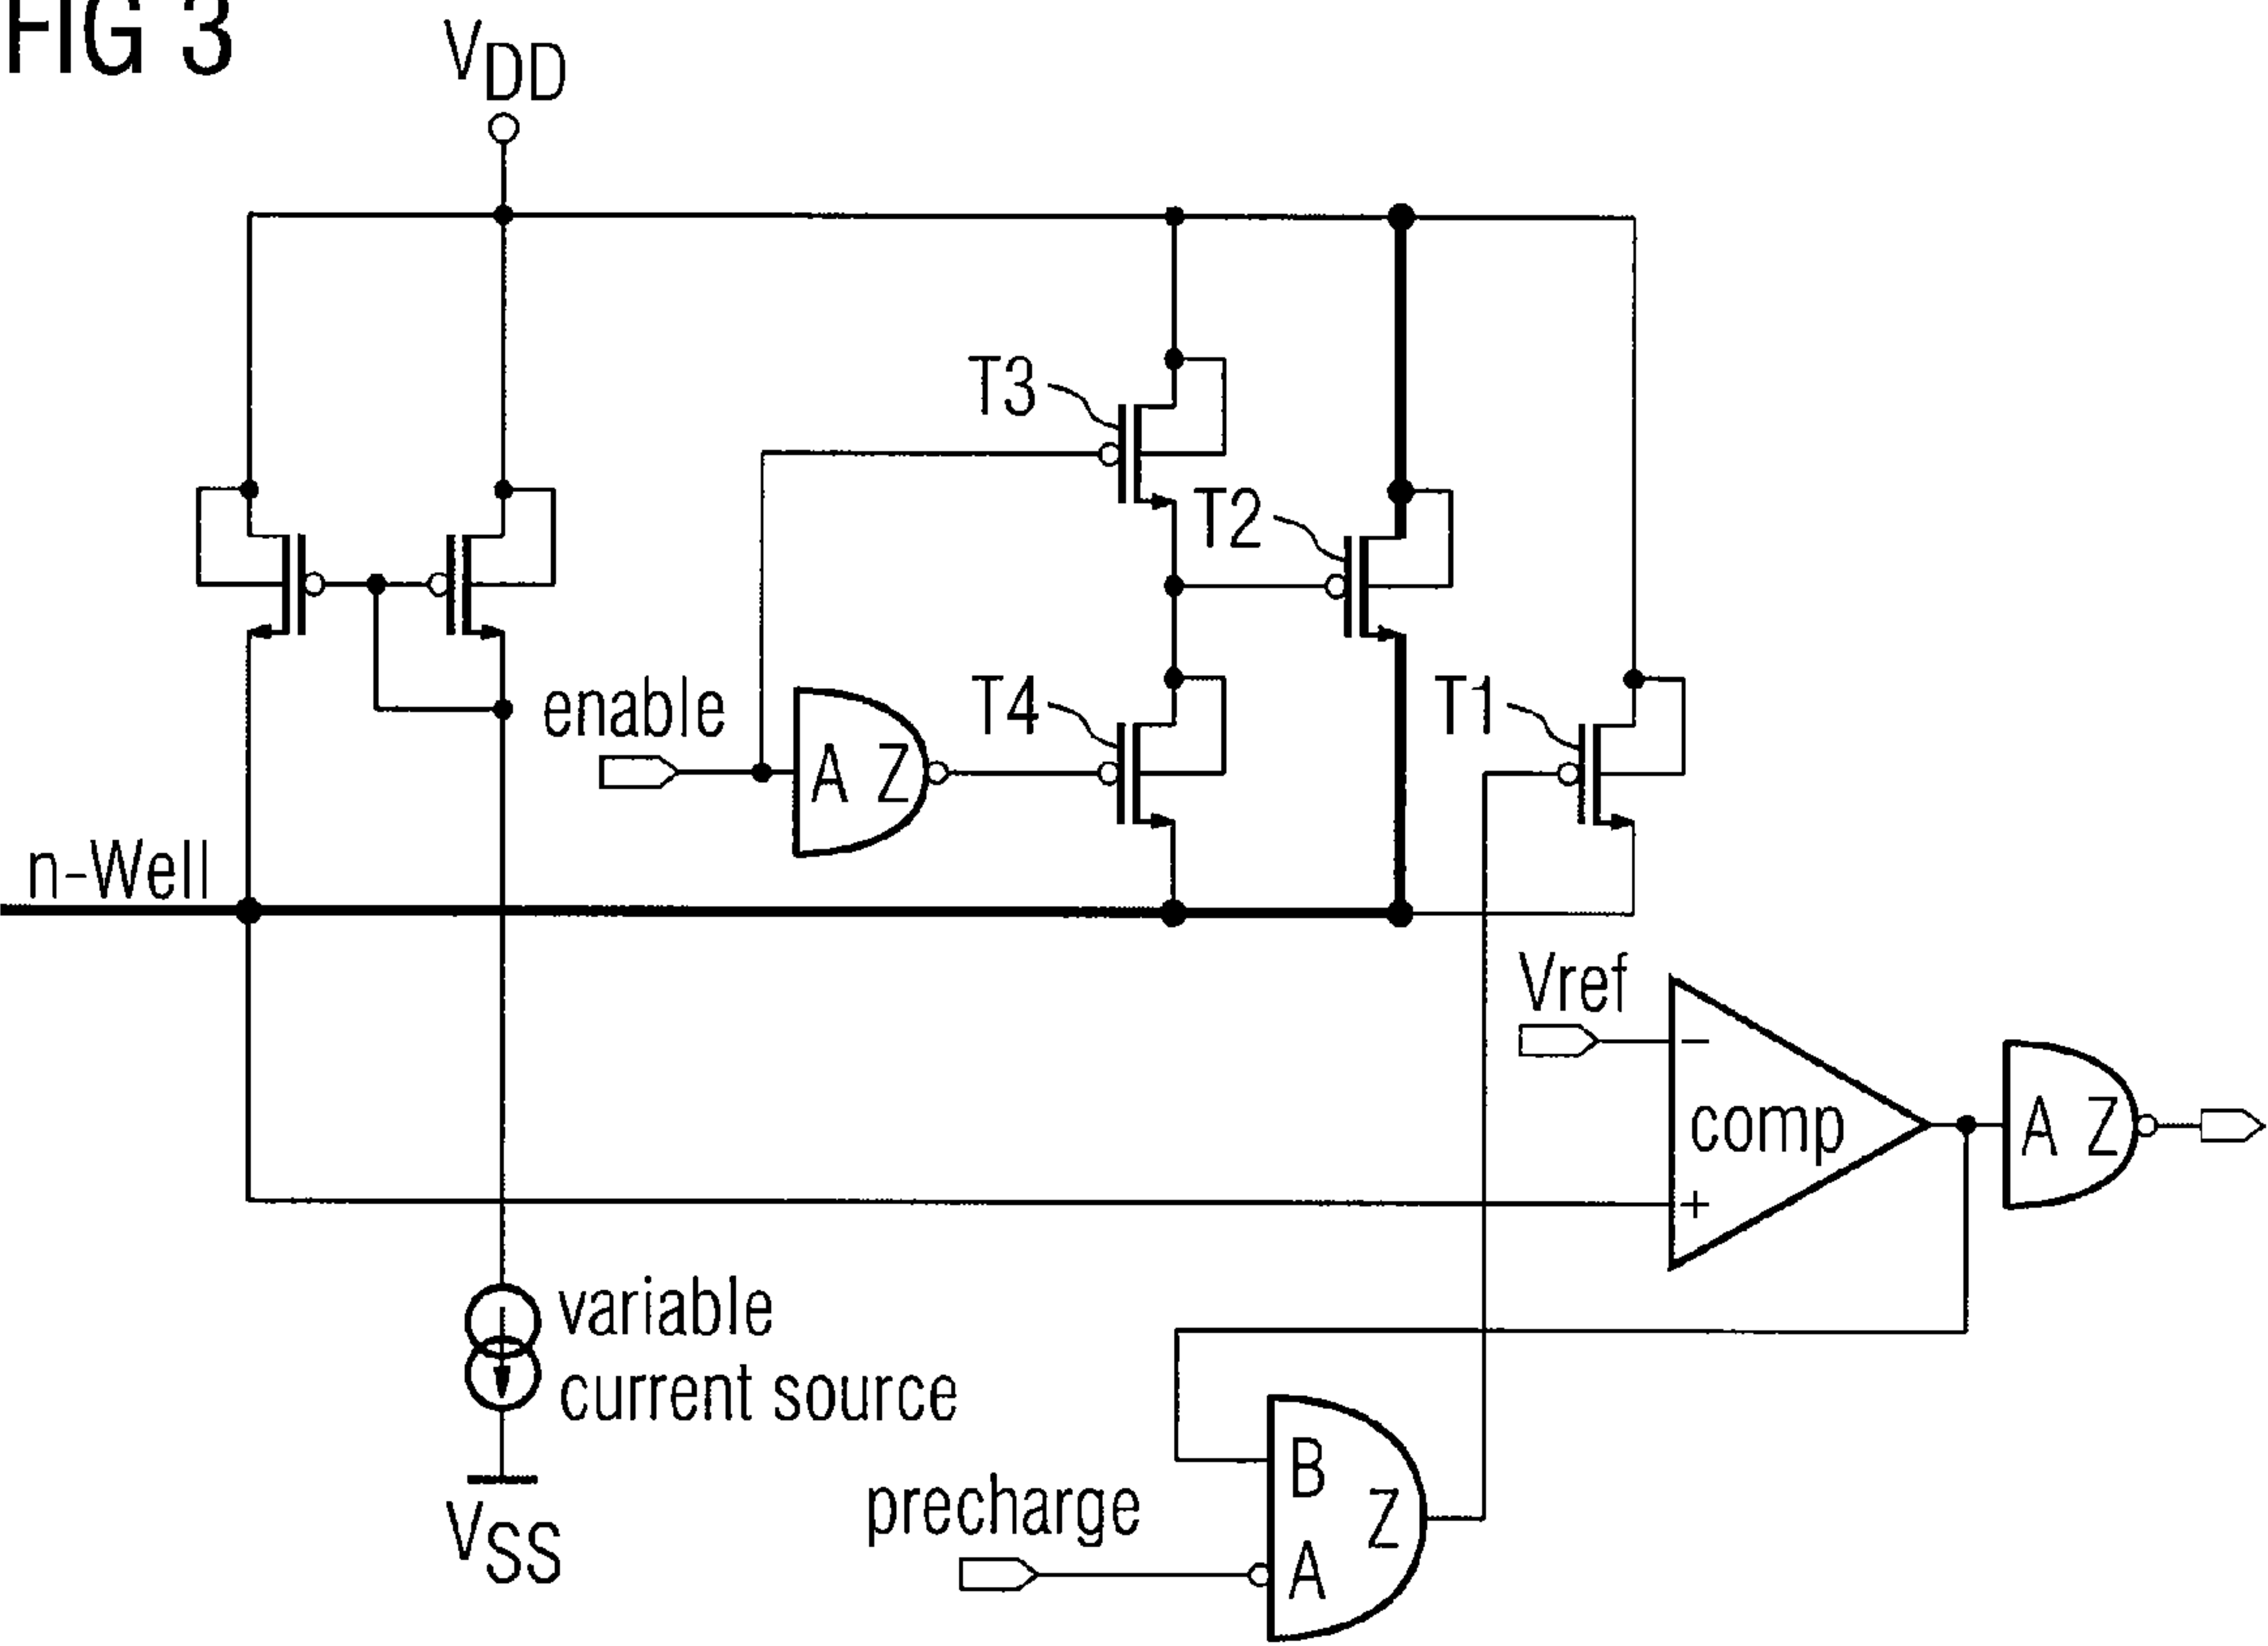 FIG 3
VDD
T3
T2
enable
T4
T1
A Z
n-Well
Vref
−
comp
A Z
+
variable
current source
B
precharge
Z
VSS
A